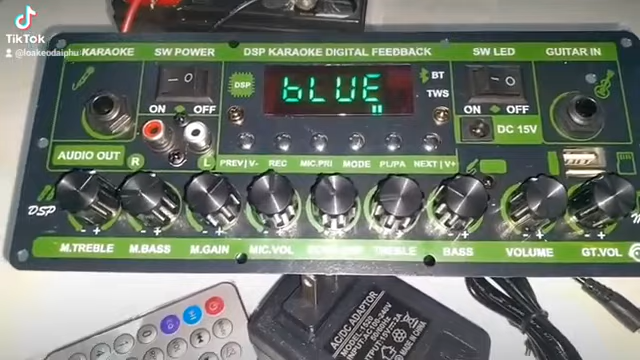 TikTok
@loakeodaiphu
DSP KARAOKE
SW POWER
DSP KARAOKE DIGITAL FEEDBACK
SW LED
GUITAR IN
DSP
bLUE
BT
TWS
ON OFF
ON OFF
DC 15V
AUDIO OUT
R
L
PREV|V-
REC
MIC.PRI
MODE
PL/PA
NEXT|V+
DSP
M.TREBLE
M.BASS
M.GAIN
MIC.VOL
TREBLE
BASS
VOLUME
GT.VOL
AC/DC ADAPTOR